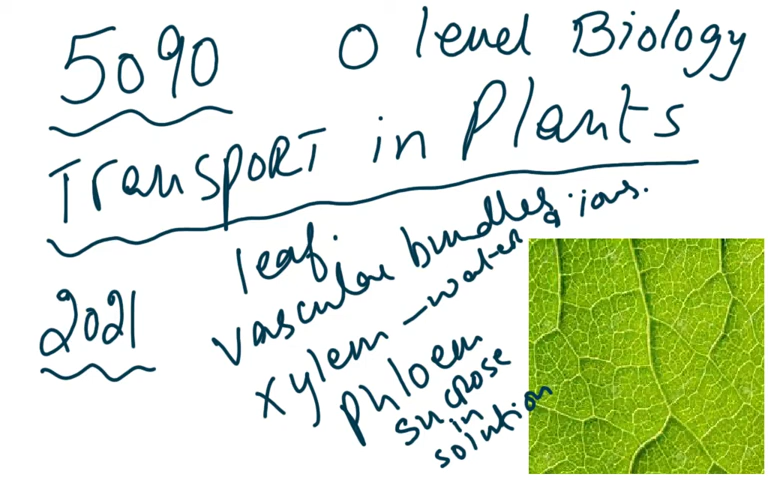 5090
O level Biology
TRANSPORT in Plants
2021
leaf.
vascular bundles
xylem - water & ions.
phloem
sucrose
in
solution